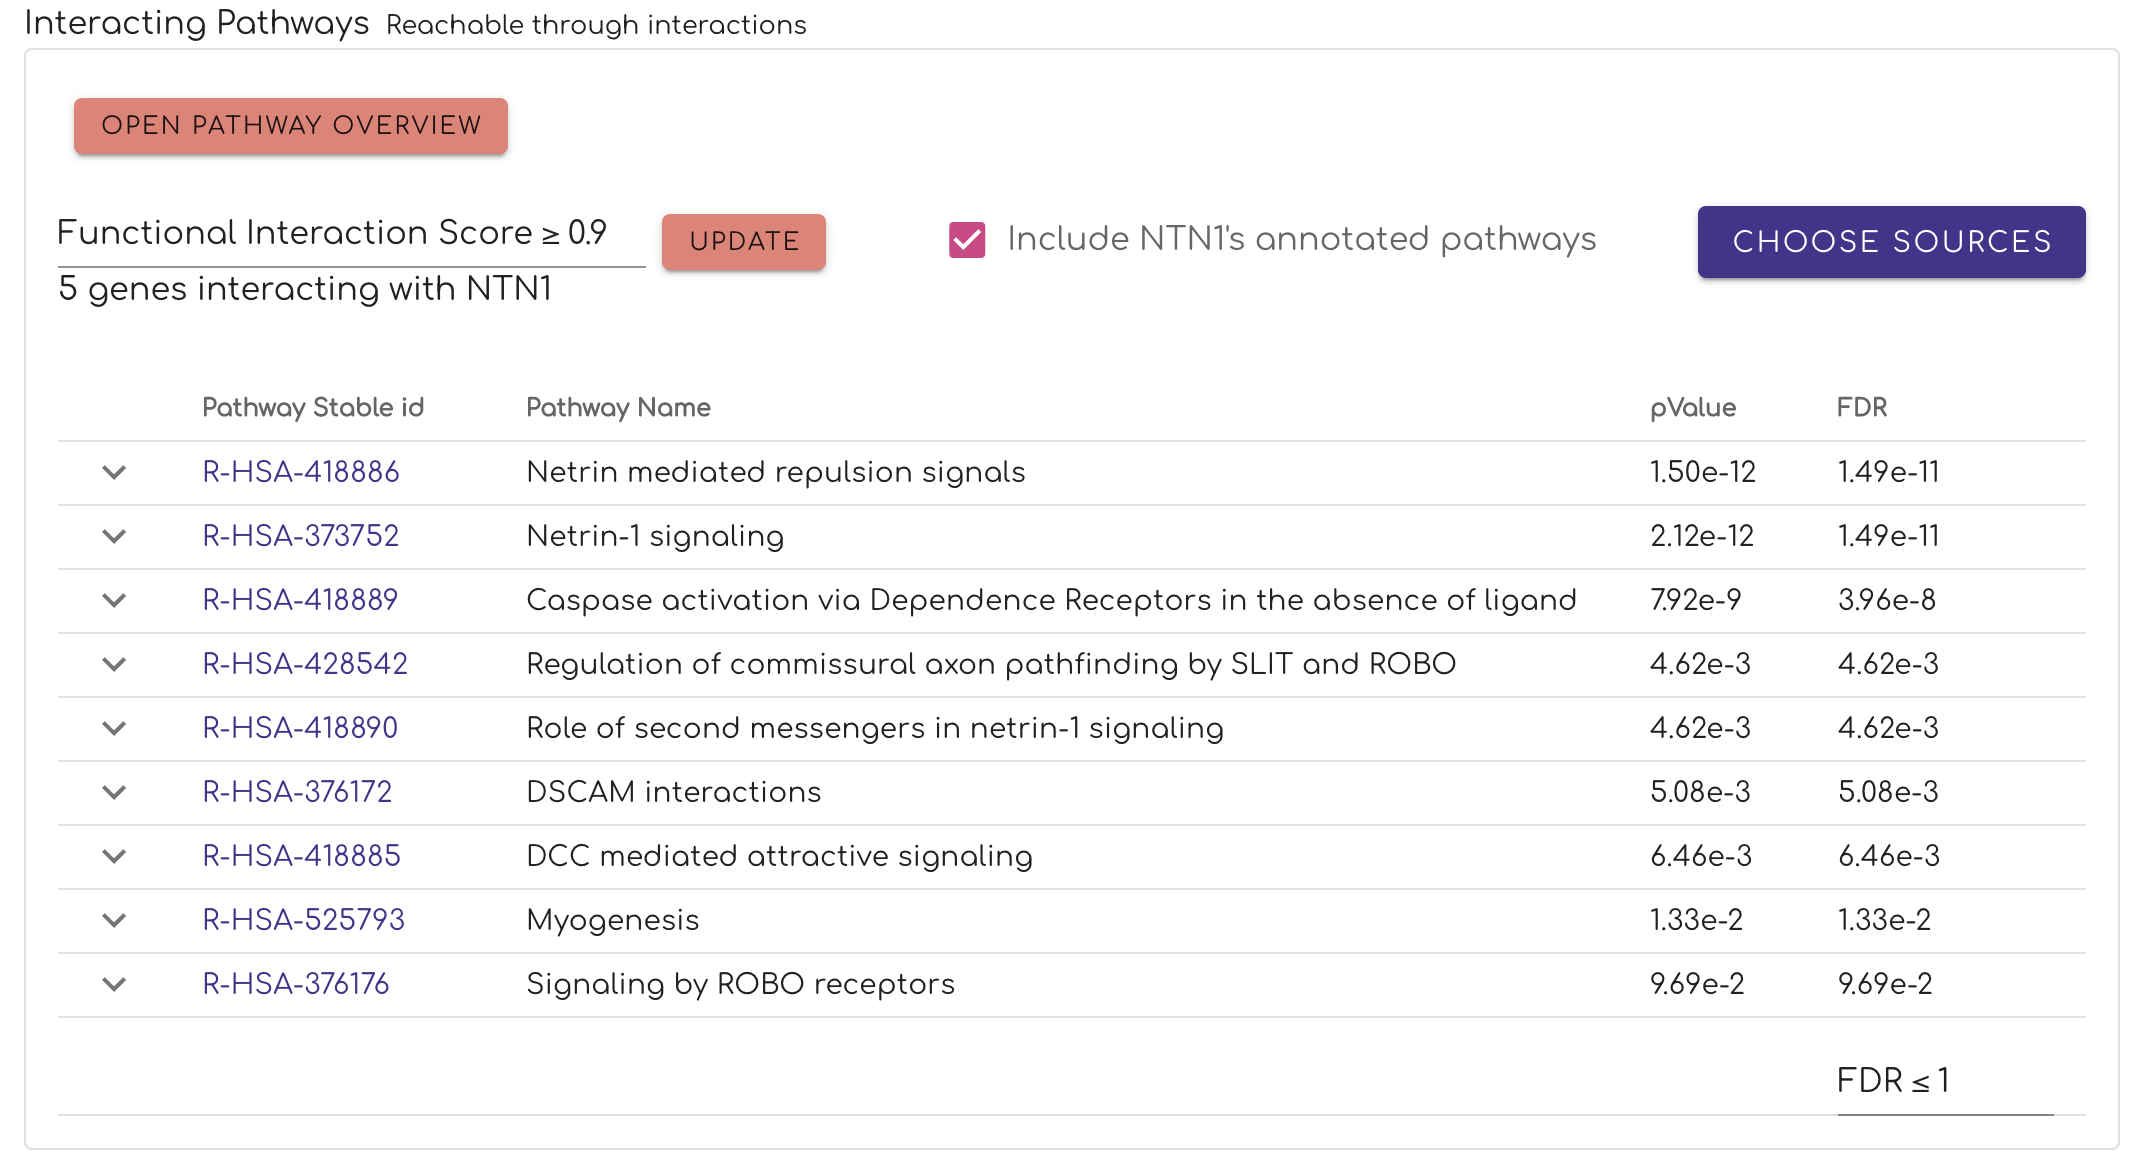 Interacting Pathways Reachable through interactions
OPEN PATHWAY OVERVIEW
Functional Interaction Score ≥ 0.9 UPDATE Include NTN1's annotated pathways CHOOSE SOURCES
5 genes interacting with NTN1
Pathway Stable id Pathway Name pValue FDR
R-HSA-418886 Netrin mediated repulsion signals 1.50e-12 1.49e-11
R-HSA-373752 Netrin-1 signaling 2.12e-12 1.49e-11
R-HSA-418889 Caspase activation via Dependence Receptors in the absence of ligand 7.92e-9 3.96e-8
R-HSA-428542 Regulation of commissural axon pathfinding by SLIT and ROBO 4.62e-3 4.62e-3
R-HSA-418890 Role of second messengers in netrin-1 signaling 4.62e-3 4.62e-3
R-HSA-376172 DSCAM interactions 5.08e-3 5.08e-3
R-HSA-418885 DCC mediated attractive signaling 6.46e-3 6.46e-3
R-HSA-525793 Myogenesis 1.33e-2 1.33e-2
R-HSA-376176 Signaling by ROBO receptors 9.69e-2 9.69e-2
FDR ≤ 1